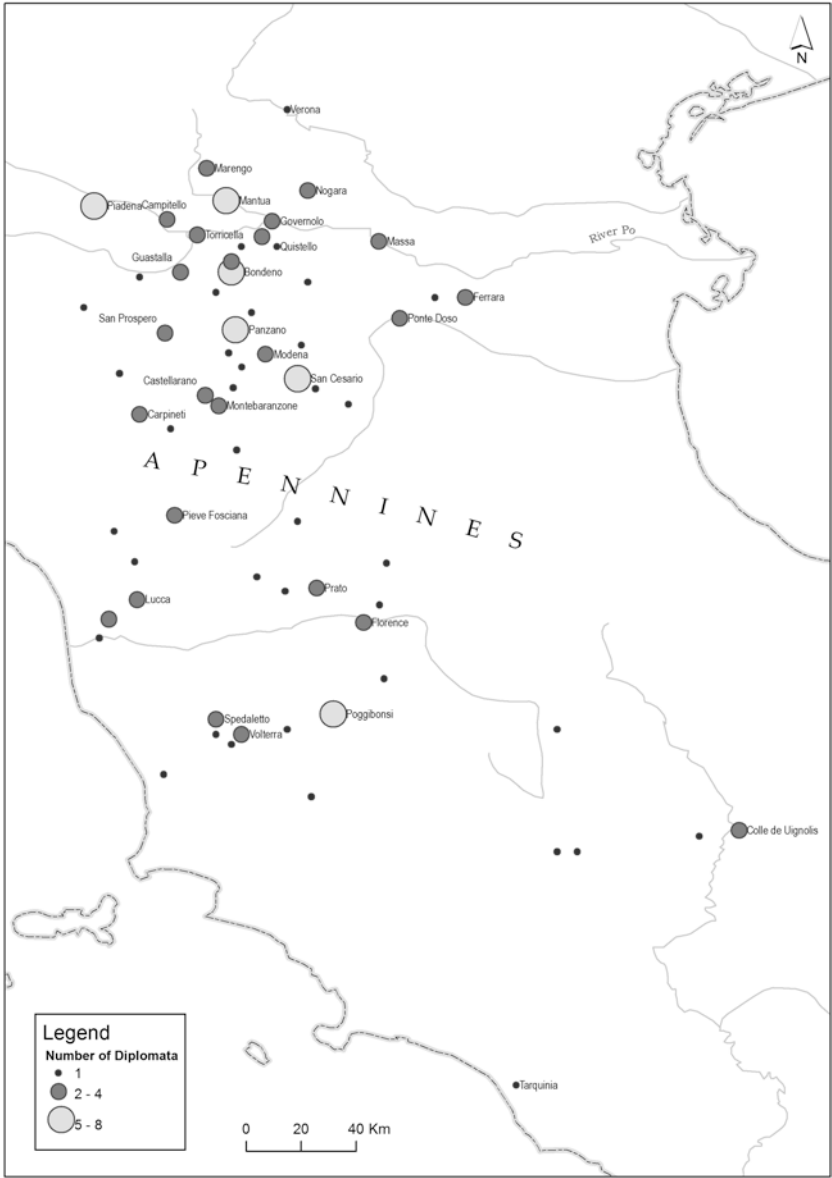 N
Verona
Marengo
Nogara
Piadena
Campitello
Mantua
Governolo
Torricella
Quistello
Massa
River Po
Guastalla
Bondeno
Ferrara
San Prospero
Panzano
Ponte Doso
Modena
San Cesario
Castellarano
Montebaranzone
Carpineti
A P E N N I N E S
Pieve Fosciana
Prato
Lucca
Florence
Spedaletto
Poggibonsi
Volterra
Colle de Uignolis
Tarquinia
Legend
Number of Diplomata
1
2 - 4
5 - 8
0 20 40 Km